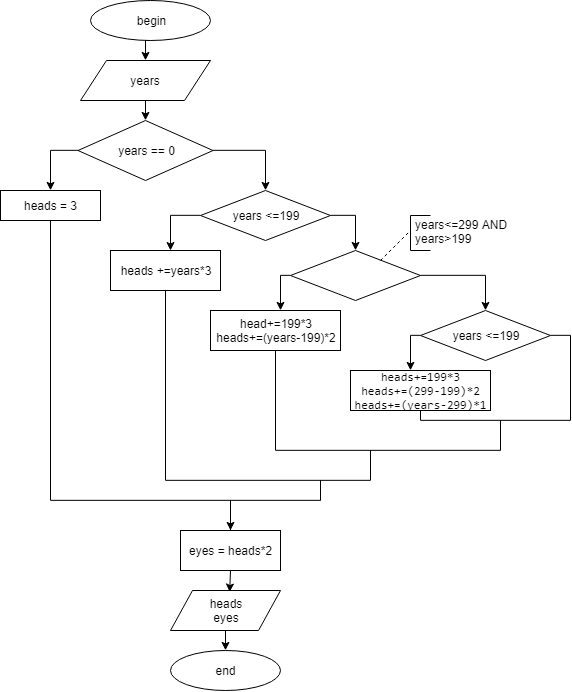 begin
years
years == 0
heads = 3
years <=199
heads +=years*3
years<=299 AND
years>199
head+=199*3
heads+=(years-199)*2
years <=199
heads+=199*3
heads+=(299-199)*2
heads+=(years-299)*1
eyes = heads*2
heads
eyes
end